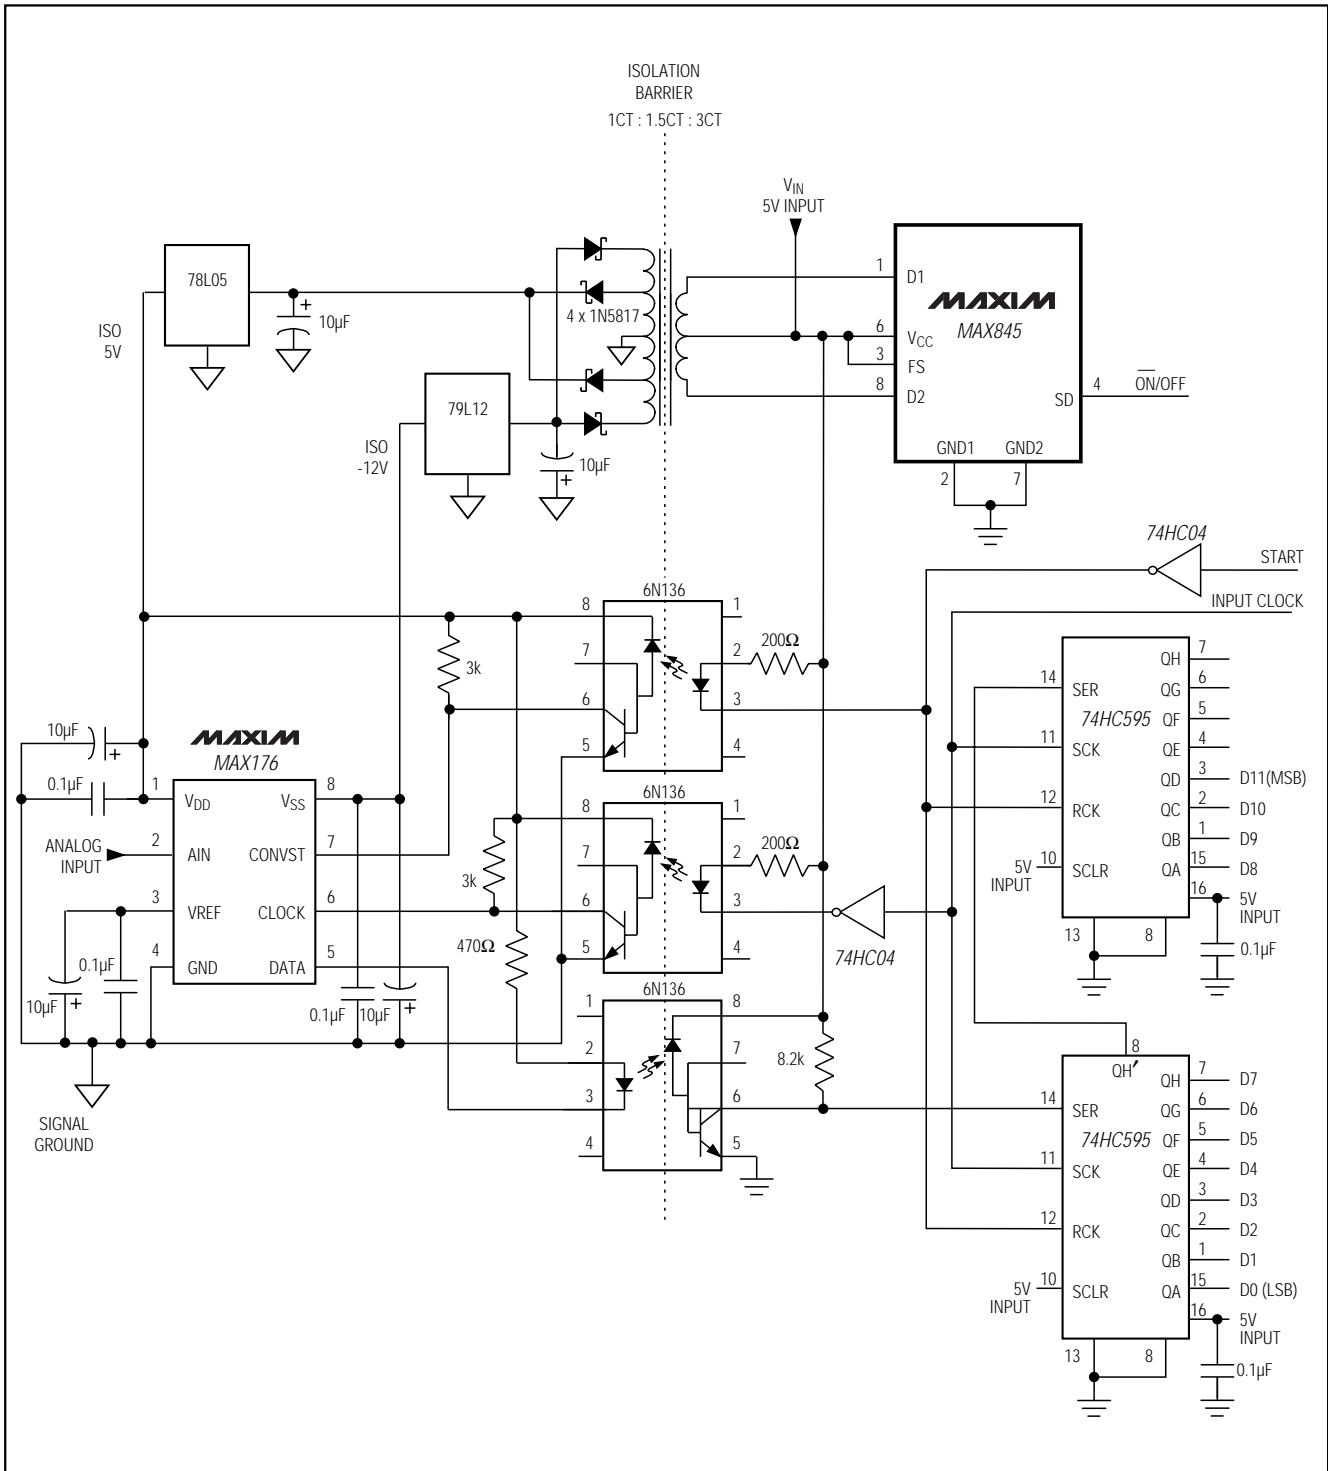 ISOLATION
BARRIER
1CT : 1.5CT : 3CT
VIN
5V INPUT
78L05
10µF
+
4 x 1N5817
ISO
5V
79L12
ISO
-12V
10µF
+
1
D1
MAXIM
MAX845
6
VCC
3
FS
8
D2
SD
4
ON/OFF
GND1
GND2
2
7
74HC04
START
INPUT CLOCK
6N136
8
7
6
5
1
2
3
4
200Ω
3k
10µF
+
0.1µF
MAXIM
MAX176
1
VDD
VSS
8
ANALOG
INPUT
2
AIN
CONVST
7
3
VREF
CLOCK
6
4
GND
DATA
5
10µF
+
0.1µF
0.1µF
10µF
+
SIGNAL
GROUND
3k
470Ω
6N136
8
7
6
5
1
2
3
4
200Ω
74HC04
6N136
1
2
3
4
8
7
6
5
8.2k
74HC595
14
SER
11
SCK
12
RCK
5V
INPUT
10
SCLR
QH
7
QG
6
QF
5
QE
4
QD
3
D11(MSB)
QC
2
D10
QB
1
D9
QA
15
D8
16
5V
INPUT
13
8
0.1µF
8
QH′
74HC595
14
SER
11
SCK
12
RCK
5V
INPUT
10
SCLR
QH
7
D7
QG
6
D6
QF
5
D5
QE
4
D4
QD
3
D3
QC
2
D2
QB
1
D1
QA
15
D0 (LSB)
16
5V
INPUT
13
8
0.1µF